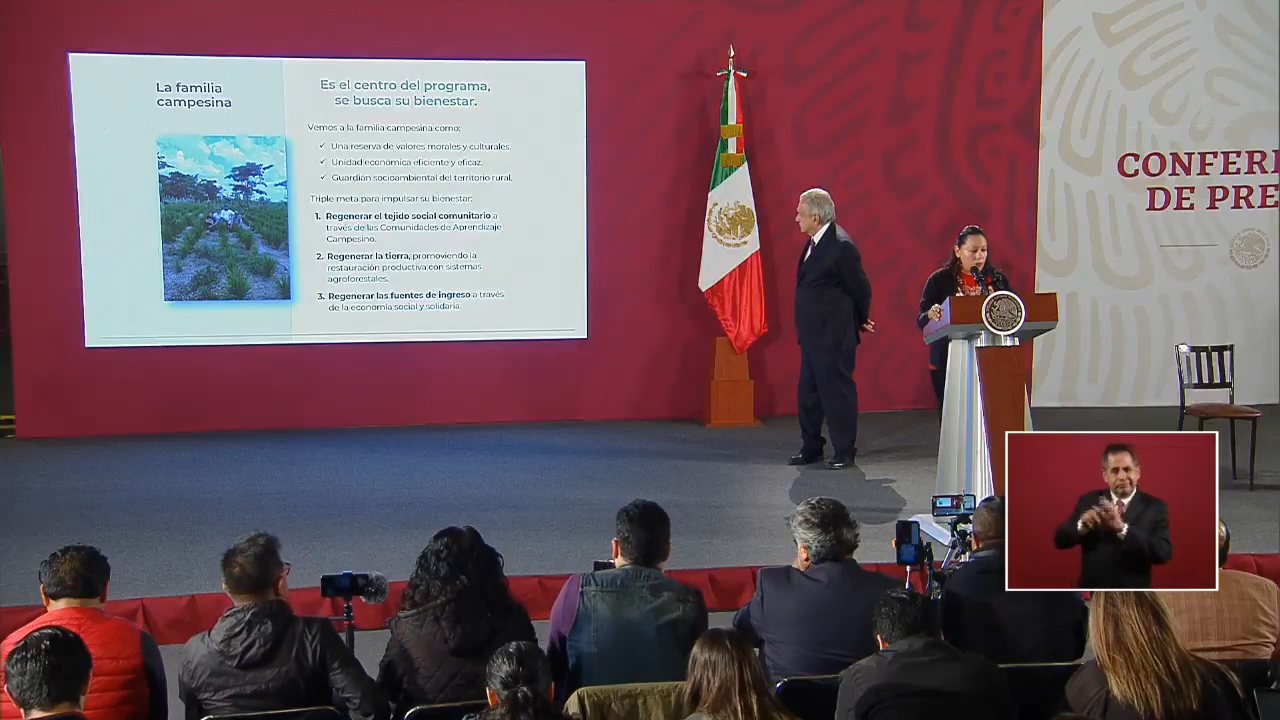 La familia
campesina
Es el centro del programa,
se busca su bienestar.
Vemos a la familia campesina como:
✓ Una reserva de valores morales y culturales.
✓ Unidad económica eficiente y eficaz.
✓ Guardián socioambiental del territorio rural.
Triple meta para impulsar su bienestar:
1. Regenerar el tejido social comunitario a
través de las Comunidades de Aprendizaje
Campesino.
2. Regenerar la tierra, promoviendo la
restauración productiva con sistemas
agroforestales.
3. Regenerar las fuentes de ingreso a través
de la economía social y solidaria.
CONFER
DE PRE